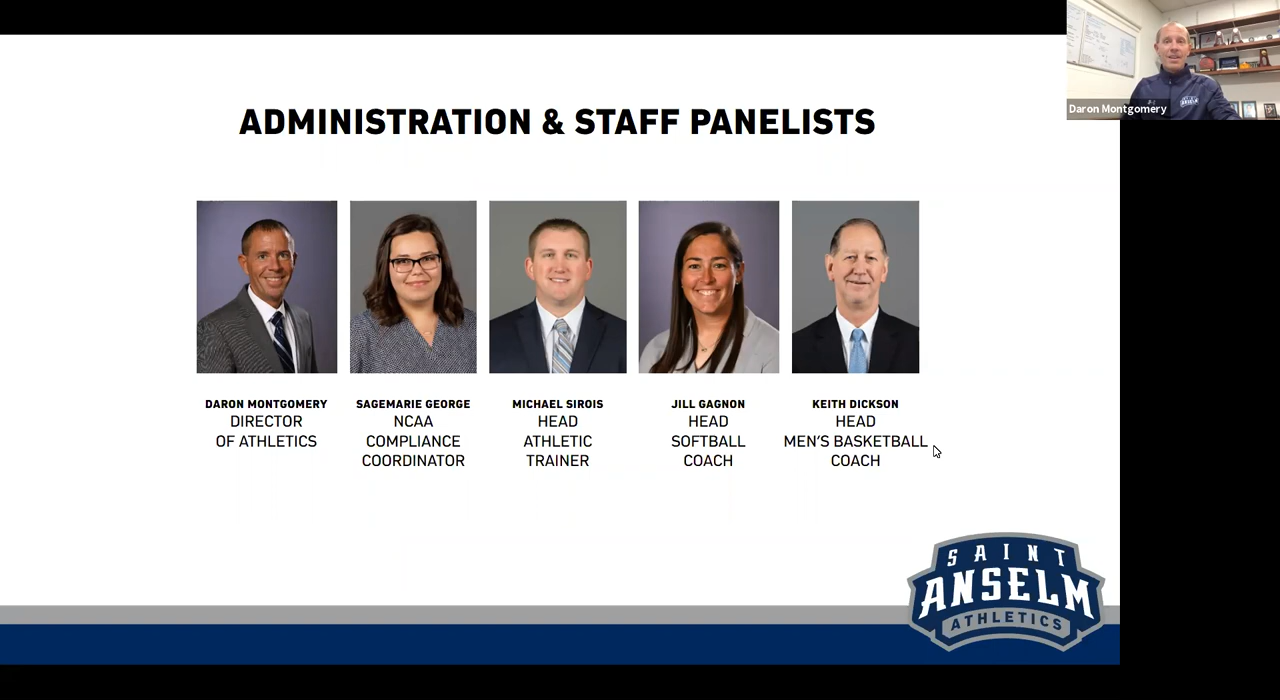 Daron Montgomery
ADMINISTRATION & STAFF PANELISTS
DARON MONTGOMERY
DIRECTOR
OF ATHLETICS
SAGEMARIE GEORGE
NCAA
COMPLIANCE
COORDINATOR
MICHAEL SIROIS
HEAD
ATHLETIC
TRAINER
JILL GAGNON
HEAD
SOFTBALL
COACH
KEITH DICKSON
HEAD
MEN'S BASKETBALL
COACH
SAINT
ANSELM
ATHLETICS